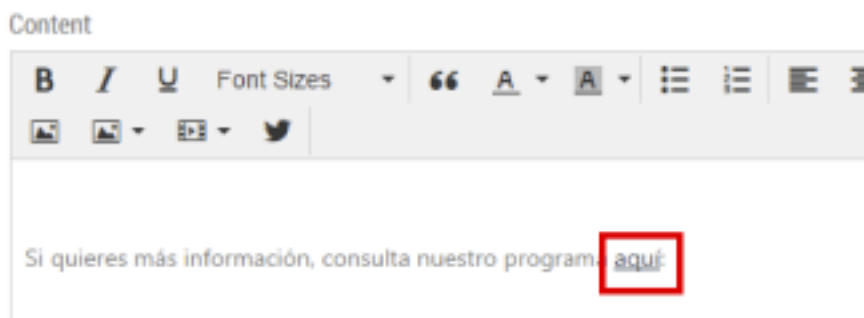 Content
B I U Font Sizes “ A A
Si quieres más información, consulta nuestro programa aquí: